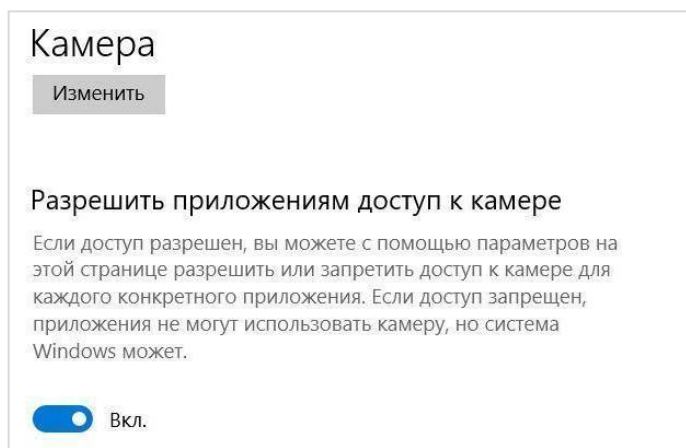 Камера
Изменить
Разрешить приложениям доступ к камере
Если доступ разрешен, вы можете с помощью параметров на
этой странице разрешить или запретить доступ к камере для
каждого конкретного приложения. Если доступ запрещен,
приложения не могут использовать камеру, но система
Windows может.
Вкл.